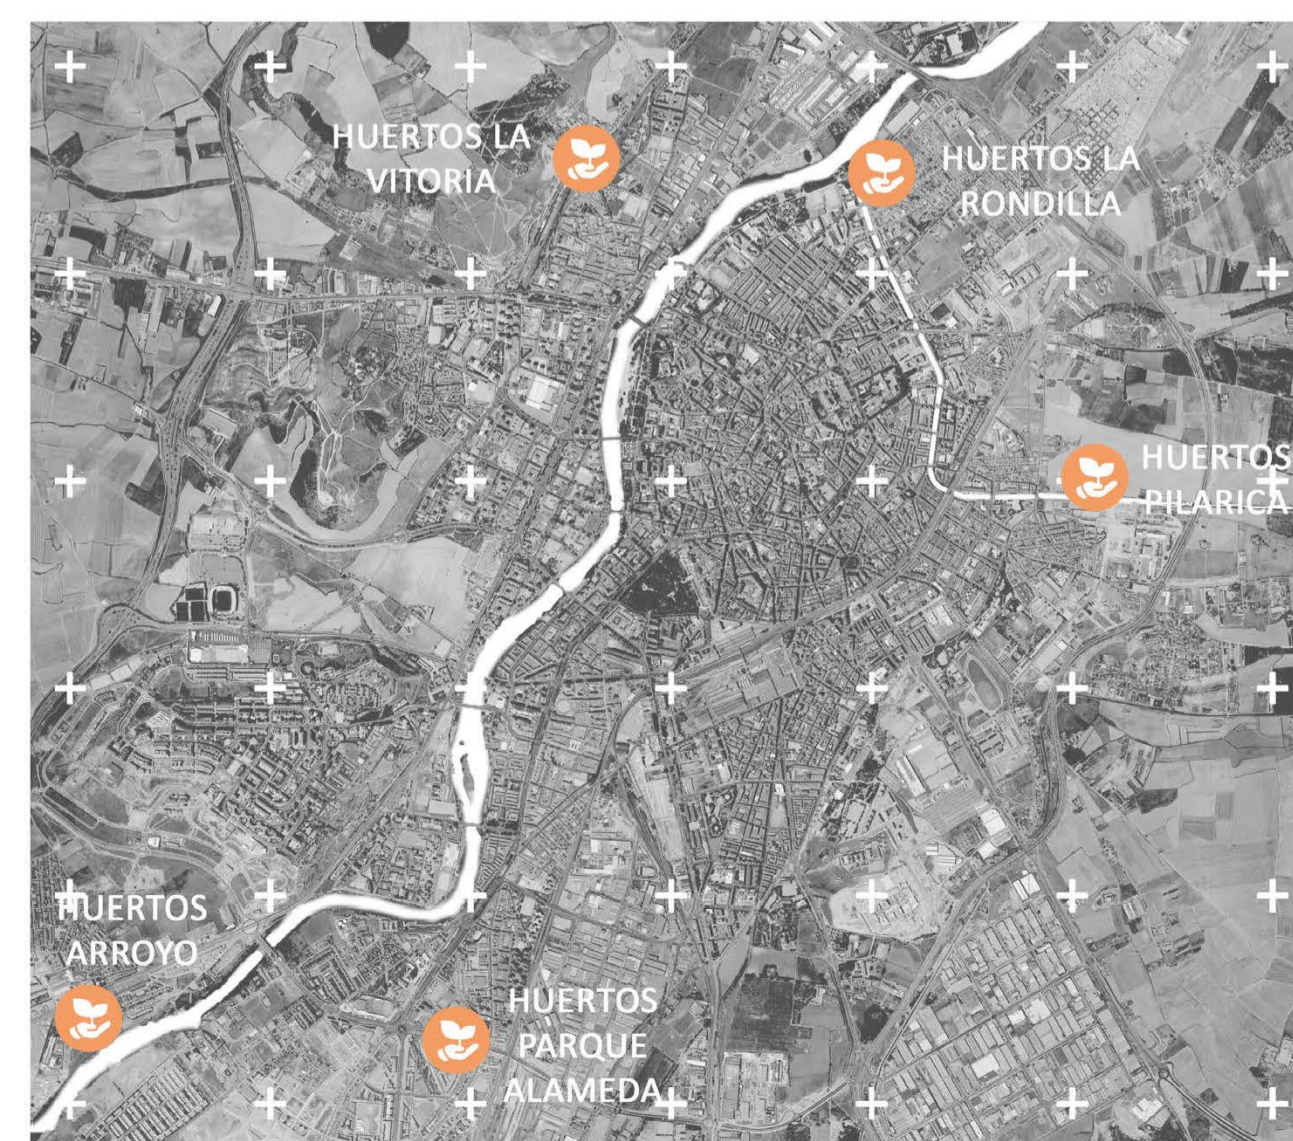 HUERTOS LA
VITORIA
HUERTOS LA
RONDILLA
HUERTOS
PILARICA
HUERTOS
ARROYO
HUERTOS
PARQUE
ALAMEDA